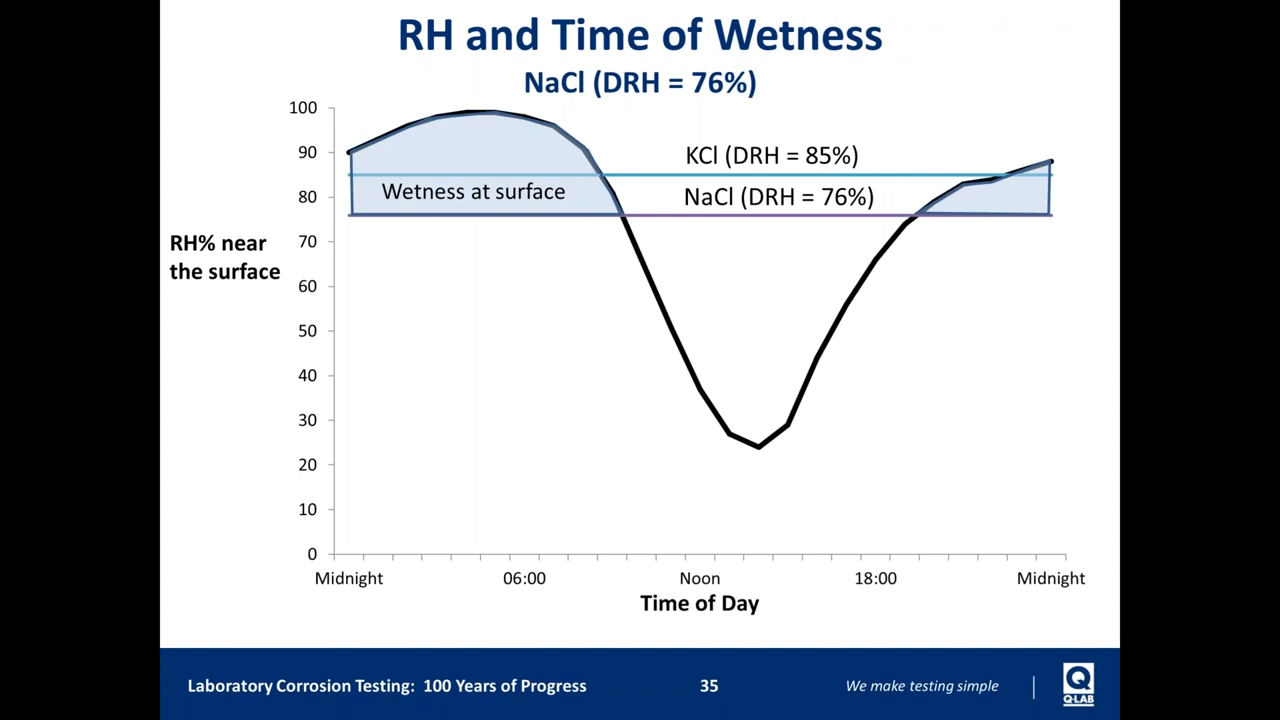 RH and Time of Wetness
NaCl (DRH = 76%)
100
90
80
70
60
50
40
30
20
10
0
KCl (DRH = 85%)
NaCl (DRH = 76%)
Wetness at surface
RH% near
the surface
Midnight 06:00 Noon 18:00 Midnight
Time of Day
Laboratory Corrosion Testing: 100 Years of Progress 35 We make testing simple
Q-LAB